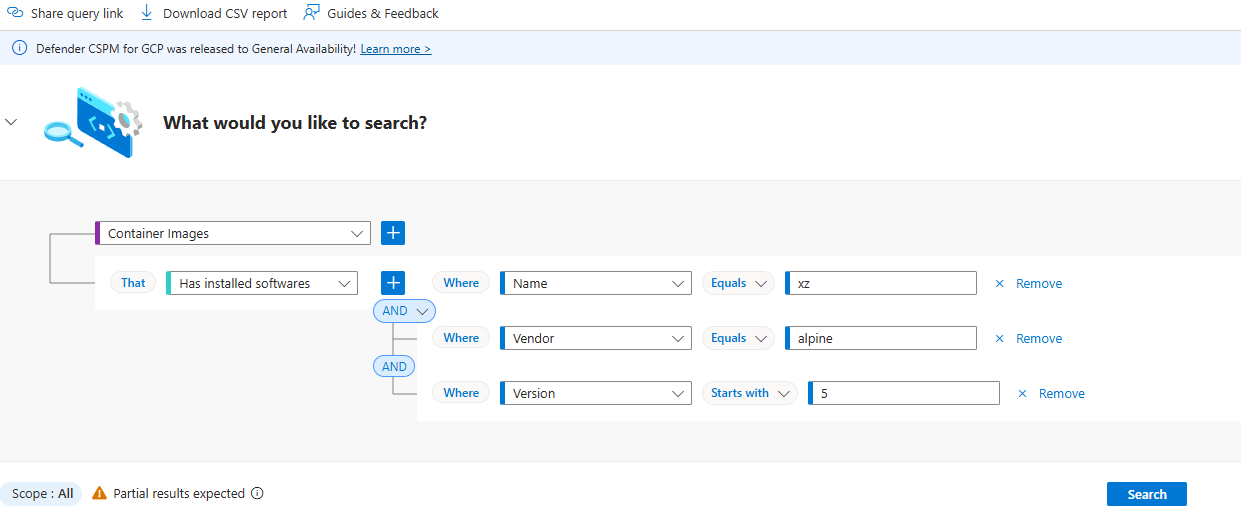 Share query link Download CSV report Guides & Feedback
Defender CSPM for GCP was released to General Availability! Learn more >
What would you like to search?
Container Images
That Has installed softwares Where Name Equals xz Remove
AND
Where Vendor Equals alpine Remove
AND
Where Version Starts with 5 Remove
Scope : All Partial results expected Search